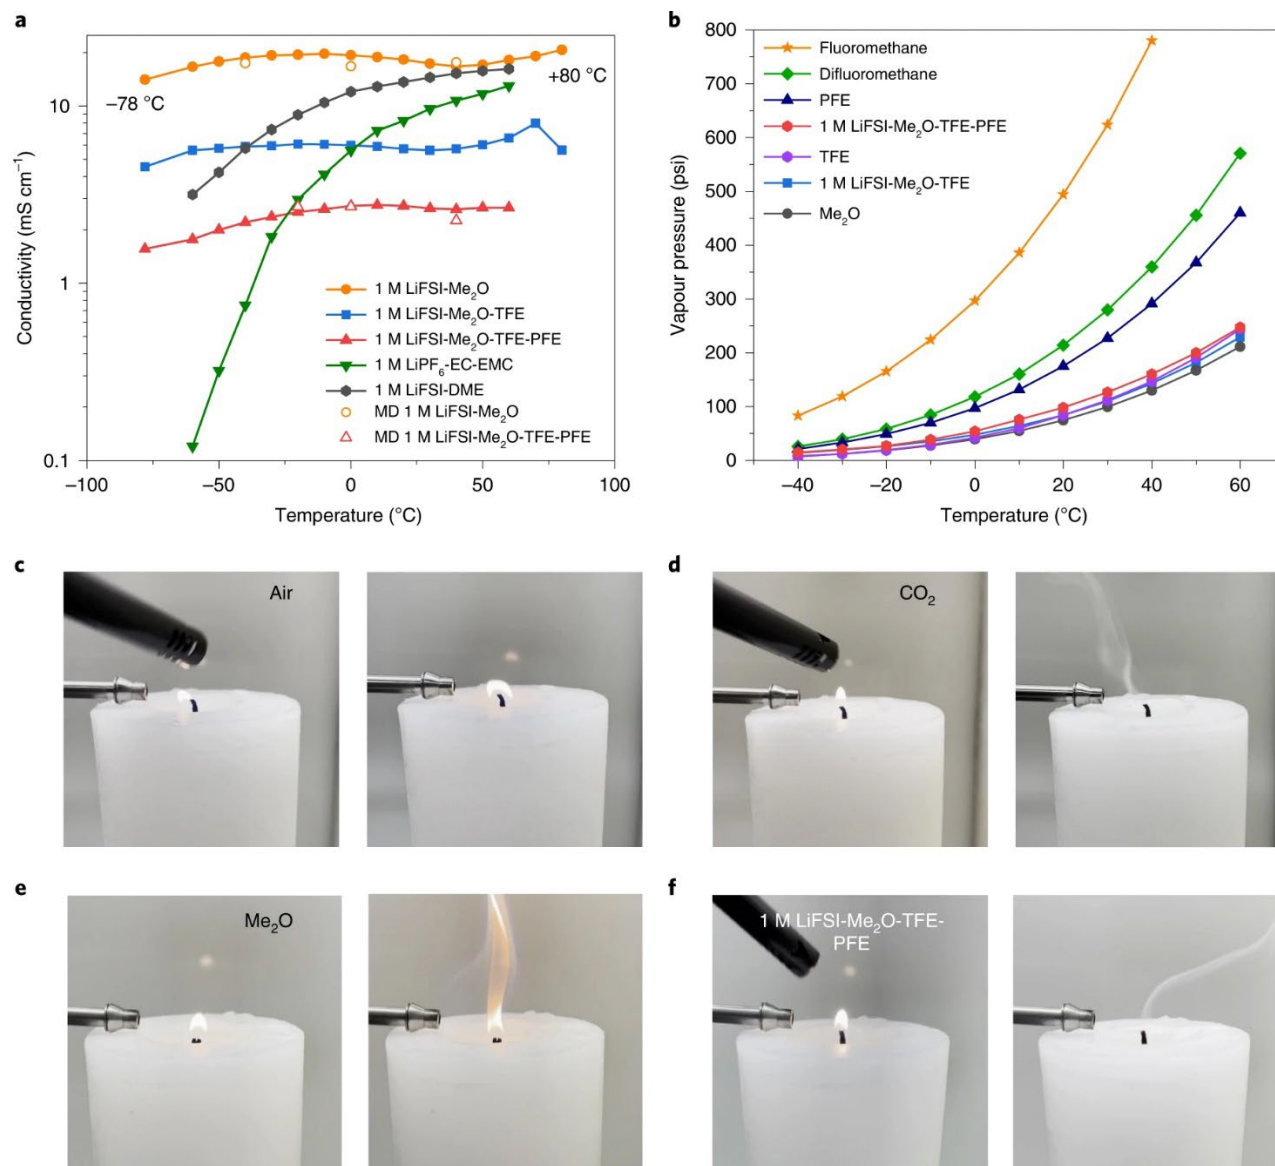 a
Conductivity (mS cm⁻¹)
10
1
0.1
−78 °C
+80 °C
1 M LiFSI-Me₂O
1 M LiFSI-Me₂O-TFE
1 M LiFSI-Me₂O-TFE-PFE
1 M LiPF₆-EC-EMC
1 M LiFSI-DME
MD 1 M LiFSI-Me₂O
MD 1 M LiFSI-Me₂O-TFE-PFE
−100
−50
0
50
100
Temperature (°C)
b
Vapour pressure (psi)
800
700
600
500
400
300
200
100
0
Fluoromethane
Difluoromethane
PFE
1 M LiFSI-Me₂O-TFE-PFE
TFE
1 M LiFSI-Me₂O-TFE
Me₂O
−40
−20
0
20
40
60
Temperature (°C)
c
Air
d
CO₂
e
Me₂O
f
1 M LiFSI-Me₂O-TFE-
PFE